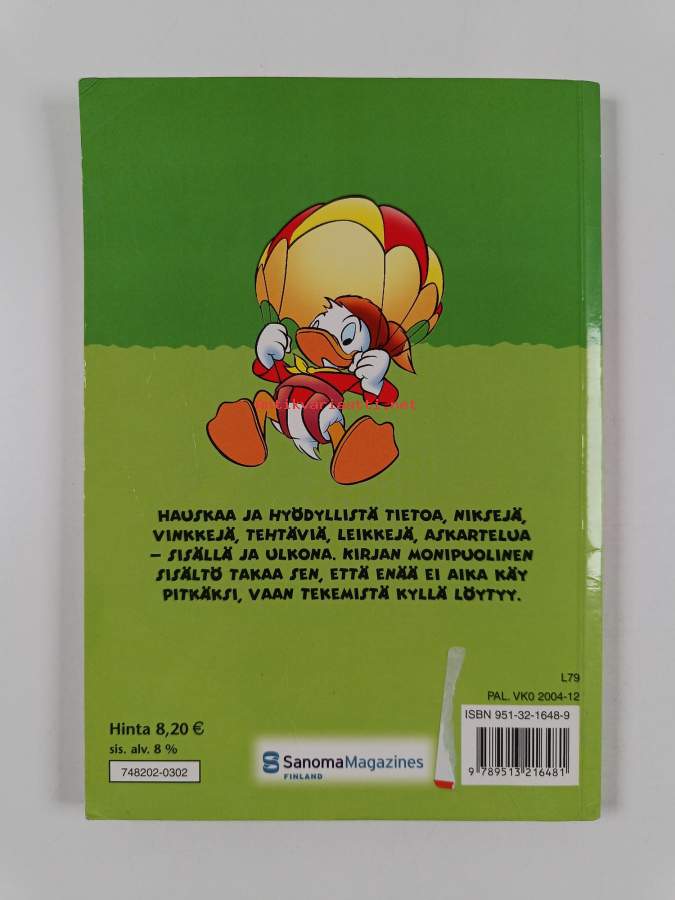 antikvariaatti.net
HAUSKAA JA HYÖDYLLISTÄ TIETOA, NIKSEJÄ,
VINKKEJÄ, TEHTÄVIÄ, LEIKKEJÄ, ASKARTELUA
– SISÄLLÄ JA ULKONA. KIRJAN MONIPUOLINEN
SISÄLTÖ TAKAA SEN, ETTÄ ENÄÄ EI AIKA KÄY
PITKÄKSI, VAAN TEKEMISTÄ KYLLÄ LÖYTYY.
L79
PAL. VK0 2004-12
ISBN 951-32-1648-9
Hinta 8,20 €
sis. alv. 8 %
748202-0302
SanomaMagazines
FINLAND
9 789513 216481